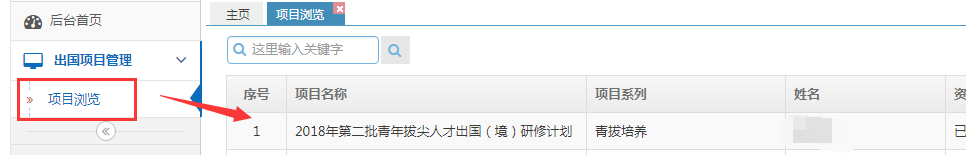 后台首页
出国项目管理
项目浏览
主页 项目浏览
这里输入关键字
序号 项目名称 项目系列 姓名
1 2018年第二批青年拔尖人才出国（境）研修计划 青拔培养